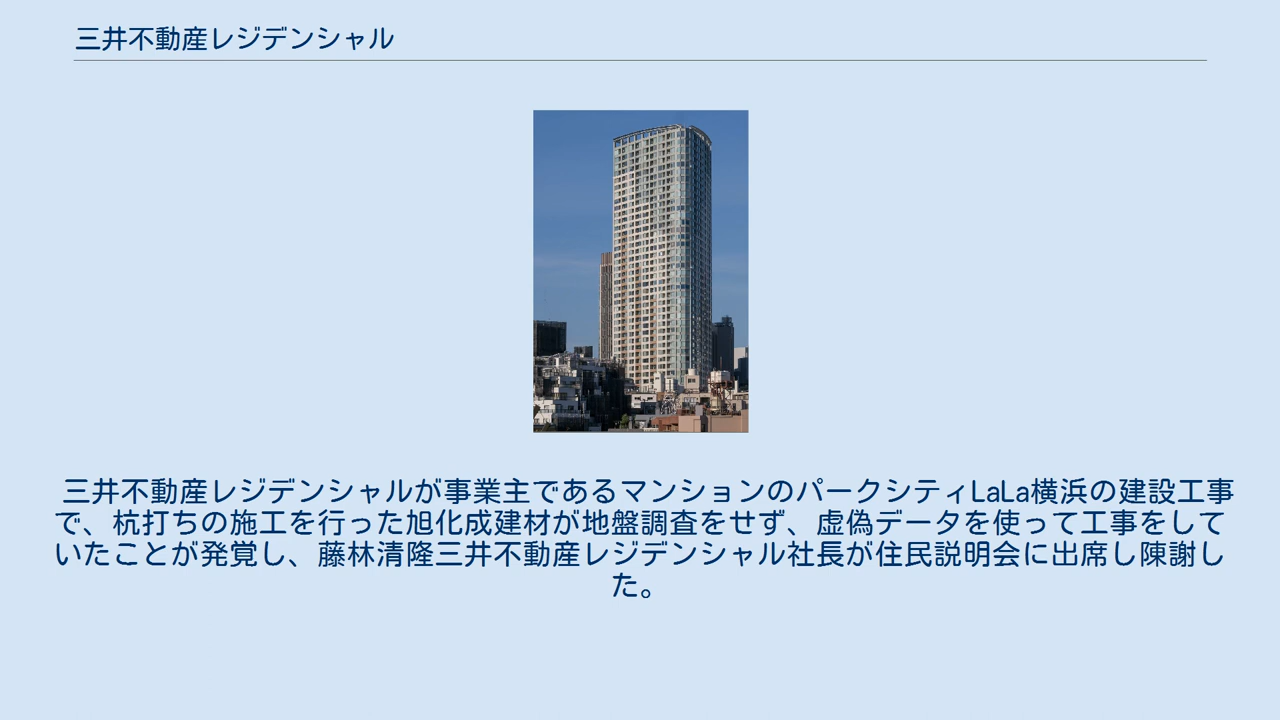 三井不動産レジデンシャル
三井不動産レジデンシャルが事業主であるマンションのパークシティLaLa横浜の建設工事
で、杭打ちの施工を行った旭化成建材が地盤調査をせず、虚偽データを使って工事をして
いたことが発覚し、藤林清隆三井不動産レジデンシャル社長が住民説明会に出席し陳謝し
た。